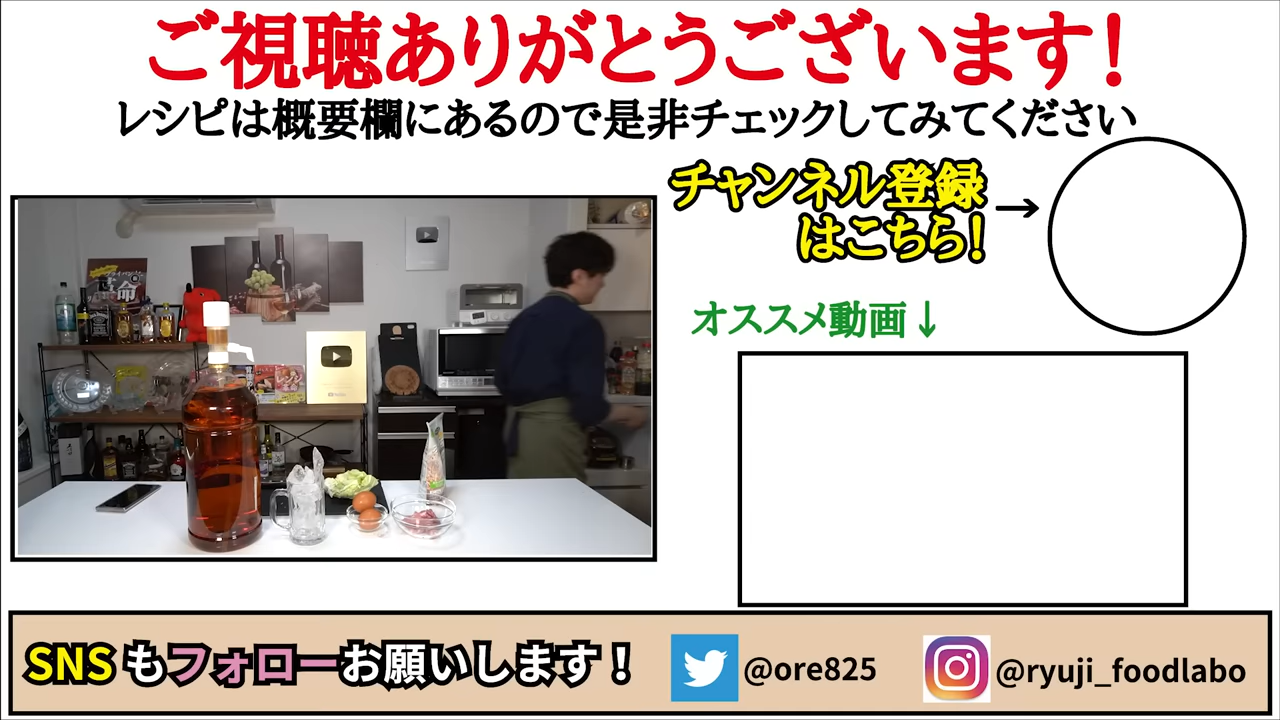 ご視聴ありがとうございます！
レシピは概要欄にあるので是非チェックしてみてください
チャンネル登録
はこちら！
→
オススメ動画↓
SNSもフォローお願いします！
@ore825
@ryuji_foodlabo